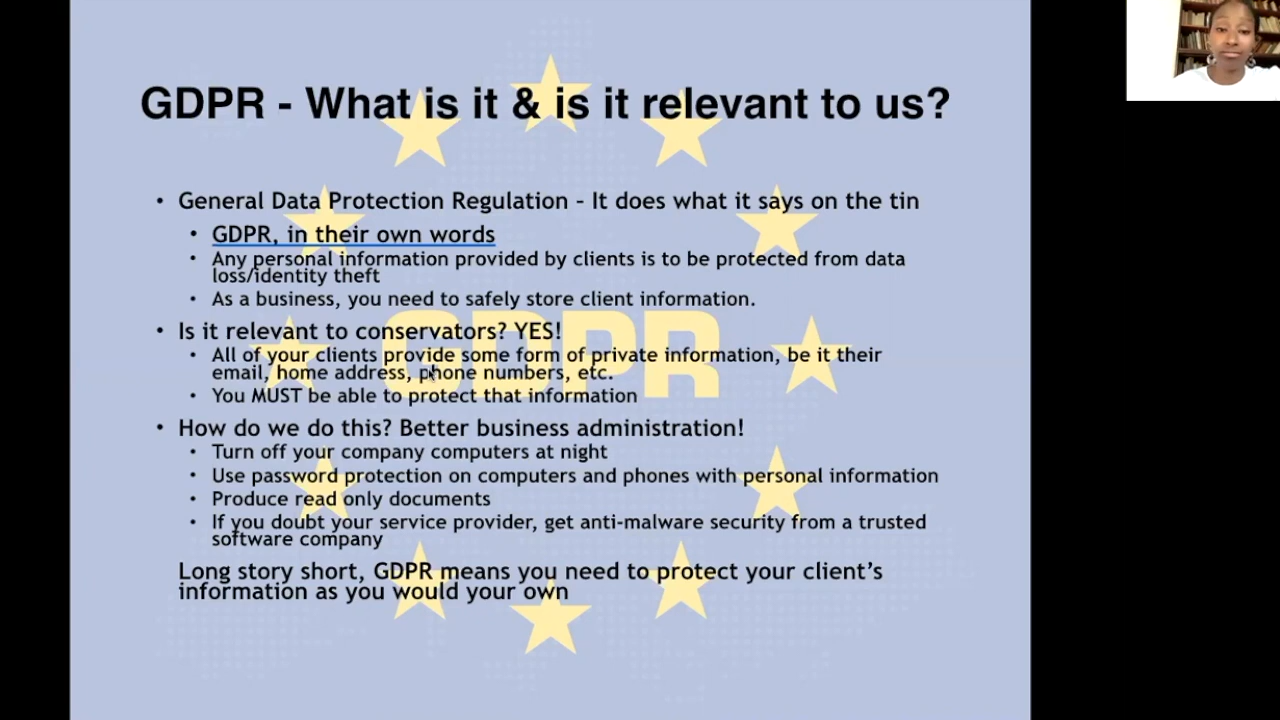 GDPR - What is it & is it relevant to us?
• General Data Protection Regulation – It does what it says on the tin
• GDPR, in their own words
• Any personal information provided by clients is to be protected from data
loss/identity theft
• As a business, you need to safely store client information.
GDPR
• Is it relevant to conservators? YES!
• All of your clients provide some form of private information, be it their
email, home address, phone numbers, etc.
• You MUST be able to protect that information
• How do we do this? Better business administration!
• Turn off your company computers at night
• Use password protection on computers and phones with personal information
• Produce read only documents
• If you doubt your service provider, get anti-malware security from a trusted
software company
Long story short, GDPR means you need to protect your client's
information as you would your own